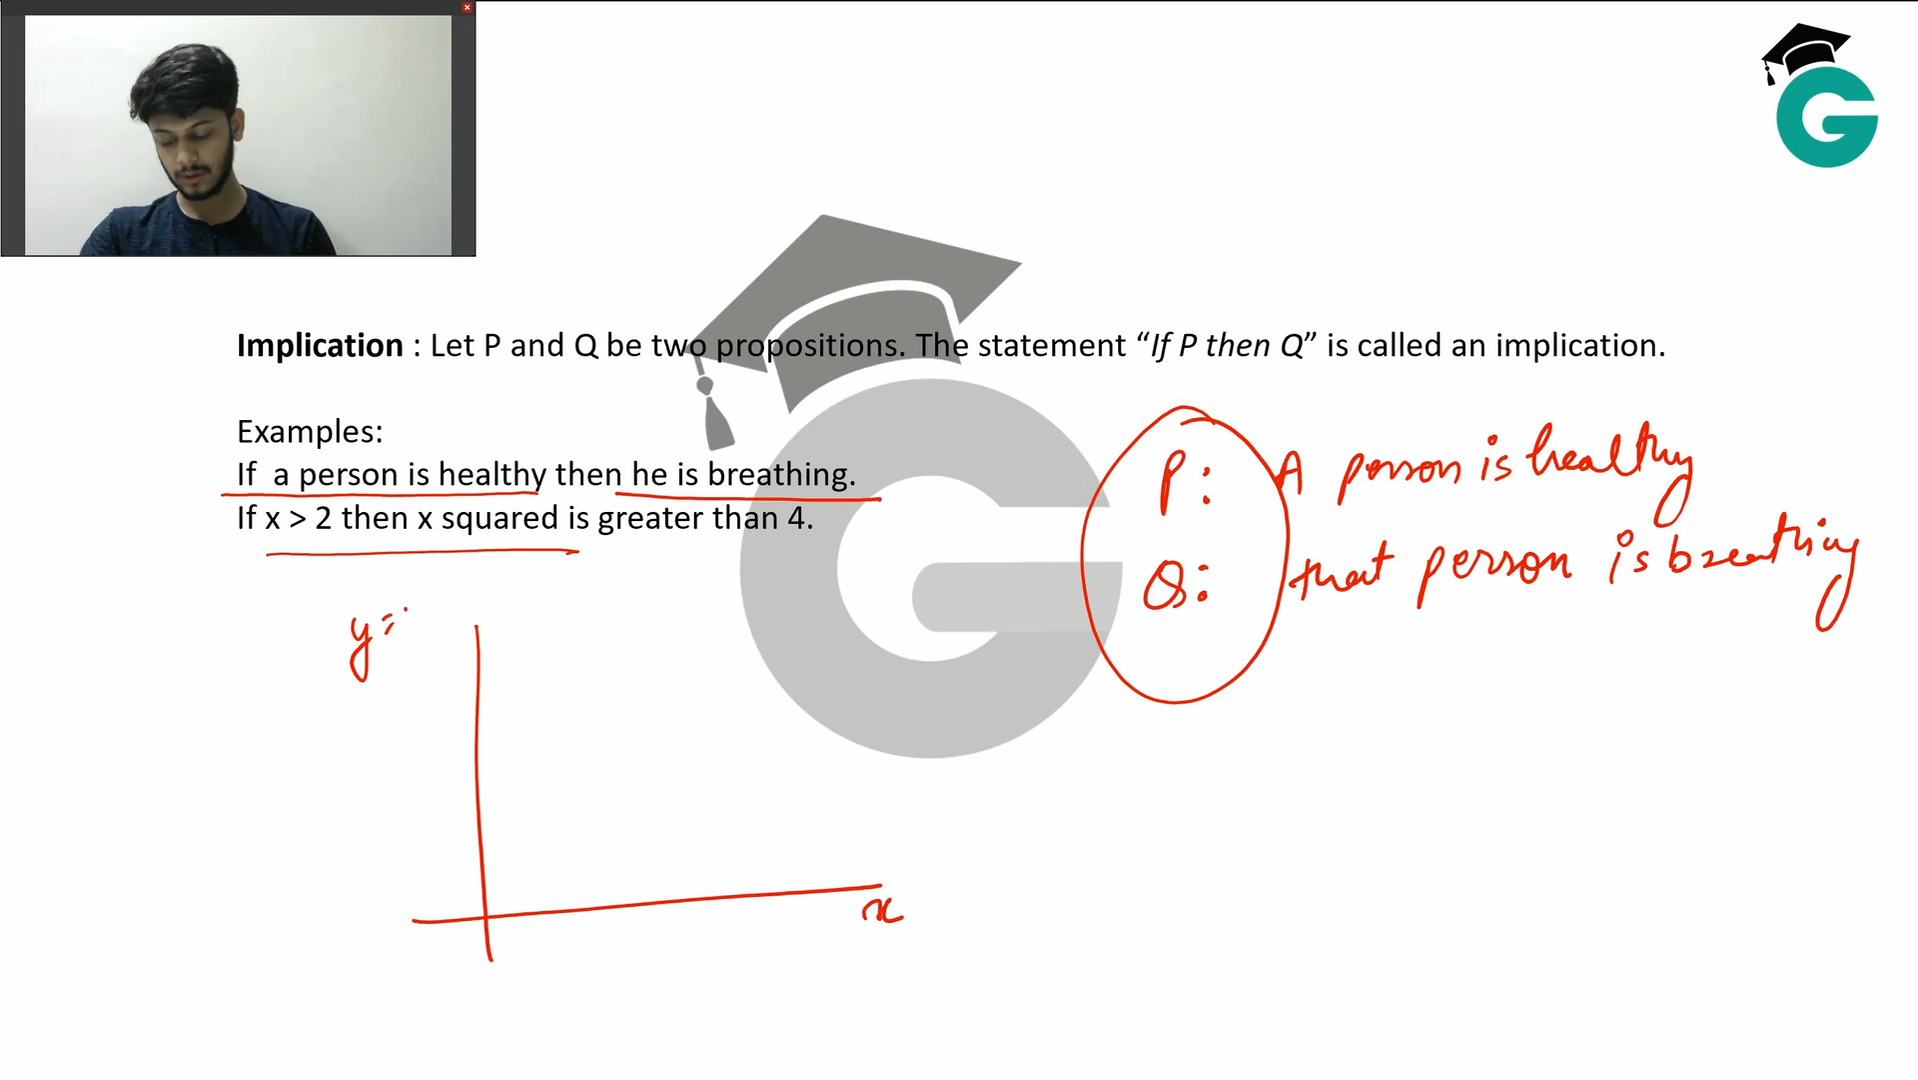 Implication : Let P and Q be two propositions. The statement “If P then Q” is called an implication.
Examples:
If a person is healthy then he is breathing.
If x > 2 then x squared is greater than 4.
P: A person is healthy
Q: that person is breathing
y=
x